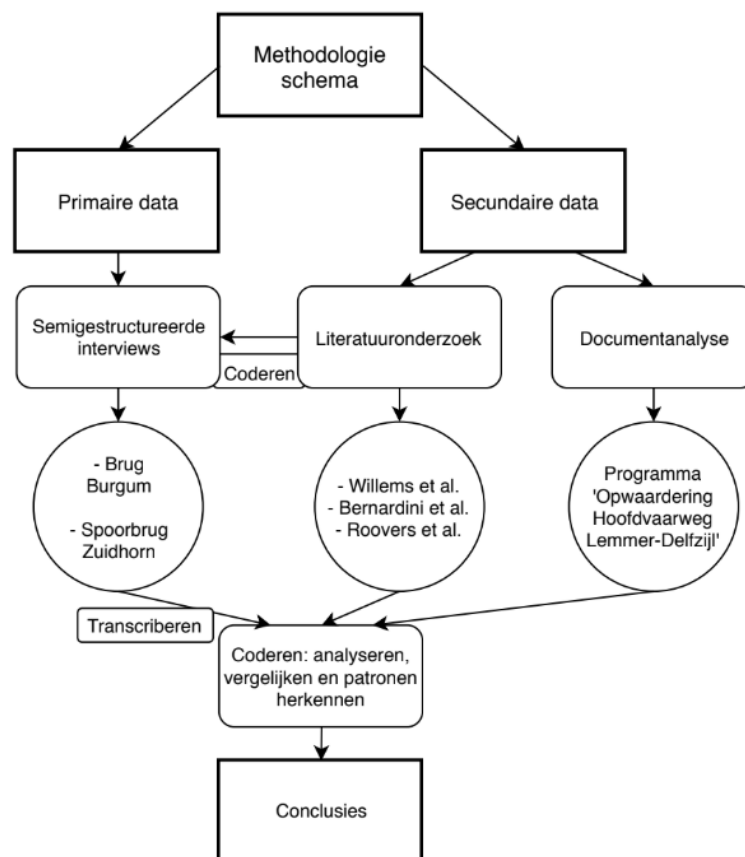 Methodologie
schema
Primaire data
Secundaire data
Semigestructureerde
interviews
Coderen
Literatuuronderzoek
Documentanalyse
- Brug
Burgum
- Spoorbrug
Zuidhorn
- Willems et al.
- Bernardini et al.
- Roovers et al.
Programma
'Opwaardering
Hoofdvaarweg
Lemmer-Delfzijl'
Transcriberen
Coderen: analyseren,
vergelijken en patronen
herkennen
Conclusies